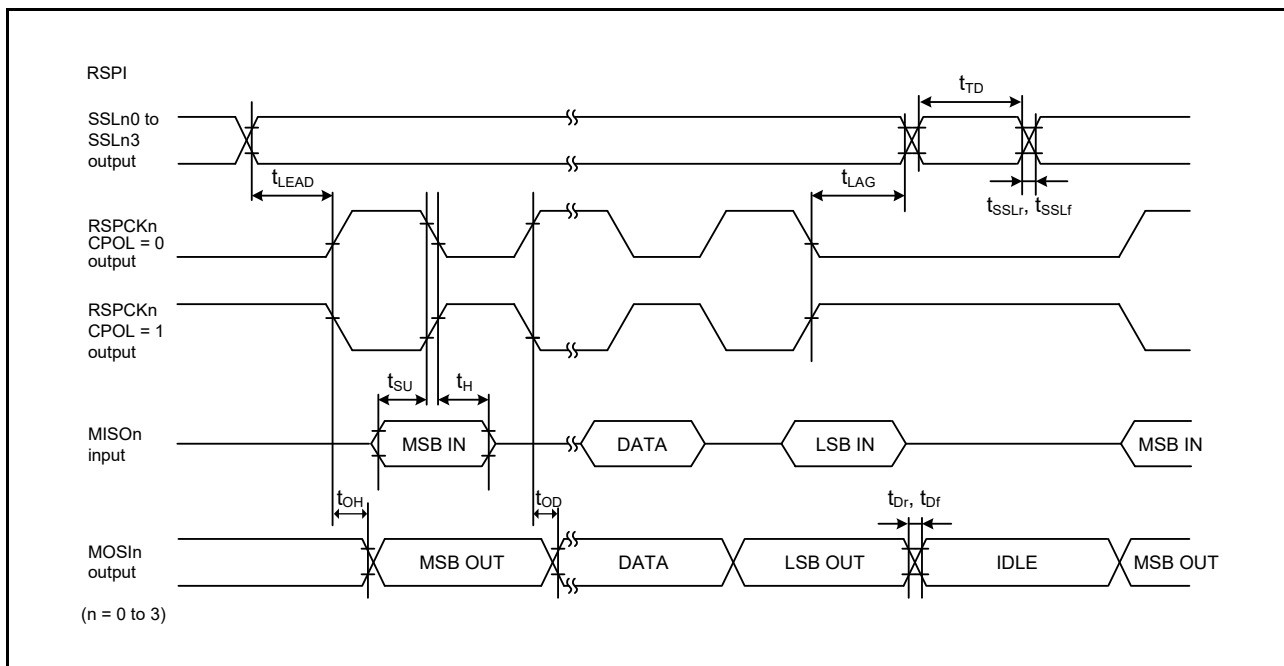 RSPI
SSLn0 to
SSLn3
output
tTD
tLEAD
tLAG
tSSLr, tSSLf
RSPCKn
CPOL = 0
output
RSPCKn
CPOL = 1
output
tSU
tH
MISOn
input
MSB IN
DATA
LSB IN
MSB IN
tOH
tOD
tDr, tDf
MOSIn
output
MSB OUT
DATA
LSB OUT
IDLE
MSB OUT
(n = 0 to 3)